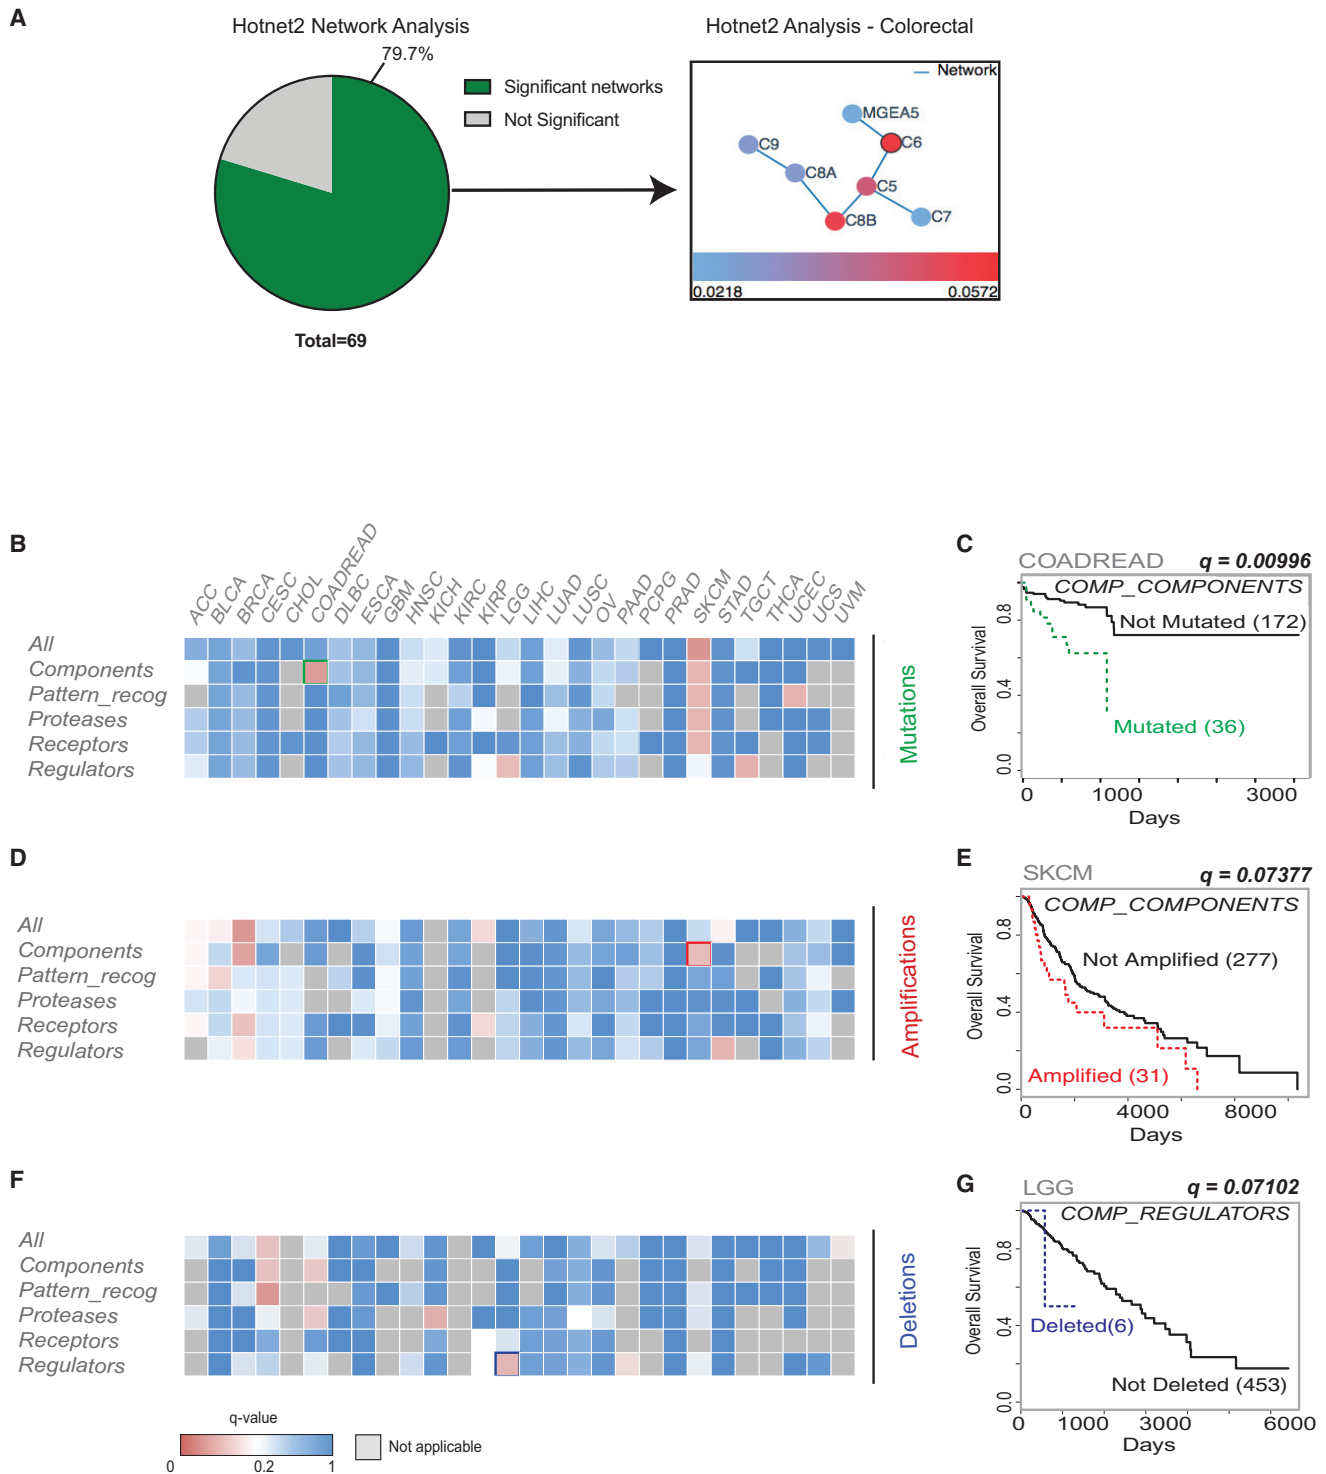 A
Hotnet2 Network Analysis
79.7%
Significant networks
Not Significant
Total=69
Hotnet2 Analysis - Colorectal
Network
MGEA5
C9
C6
C8A
C5
C8B
C7
0.0218 0.0572
B
ACC BLCA BRCA CESC CHOL COADREAD DLBC ESCA GBM HNSC KICH KIRC KIRP LGG LIHC LUAD LUSC OV PAAD PCPG PRAD SKCM STAD TGCT THCA UCEC UCS UVM
All
Components
Pattern_recog
Proteases
Receptors
Regulators
Mutations
C
COADREAD q = 0.00996
COMP_COMPONENTS
Not Mutated (172)
Mutated (36)
Overall Survival
0.8
0.4
0.0
0 1000 3000
Days
D
All
Components
Pattern_recog
Proteases
Receptors
Regulators
Amplifications
E
SKCM q = 0.07377
COMP_COMPONENTS
Not Amplified (277)
Amplified (31)
Overall Survival
0.8
0.4
0.0
0 4000 8000
Days
F
All
Components
Pattern_recog
Proteases
Receptors
Regulators
Deletions
q-value
0 0.2 1
Not applicable
G
LGG q = 0.07102
COMP_REGULATORS
Deleted(6)
Not Deleted (453)
Overall Survival
0.8
0.4
0.0
0 1000 3000 6000
Days